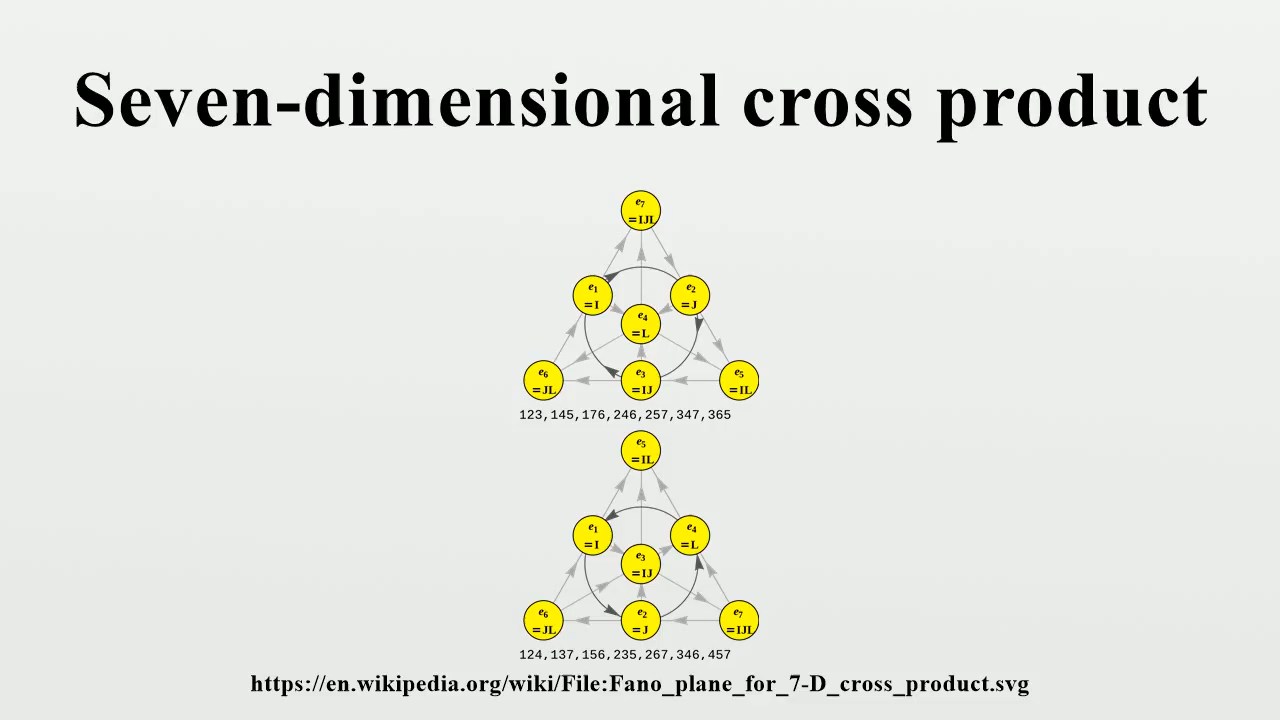 Seven-dimensional cross product
e7
=IJL
e1
=I
e2
=J
e4
=L
e6
=JL
e3
=IJ
e5
=IL
123,145,176,246,257,347,365
e5
=IL
e1
=I
e4
=L
e3
=IJ
e6
=JL
e2
=J
e7
=IJL
124,137,156,235,267,346,457
https://en.wikipedia.org/wiki/File:Fano_plane_for_7-D_cross_product.svg